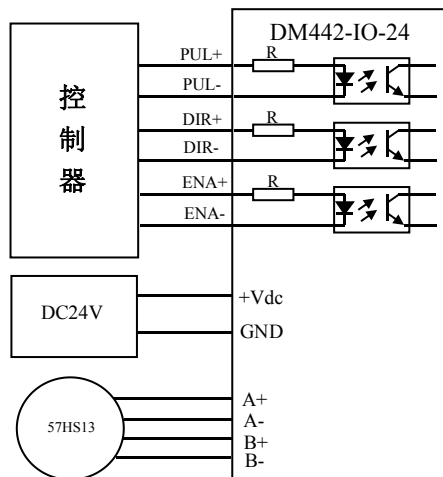 DM442-IO-24
控制器
PUL+
R
PUL-
DIR+
R
DIR-
ENA+
R
ENA-
DC24V
+Vdc
GND
57HS13
A+
A-
B+
B-